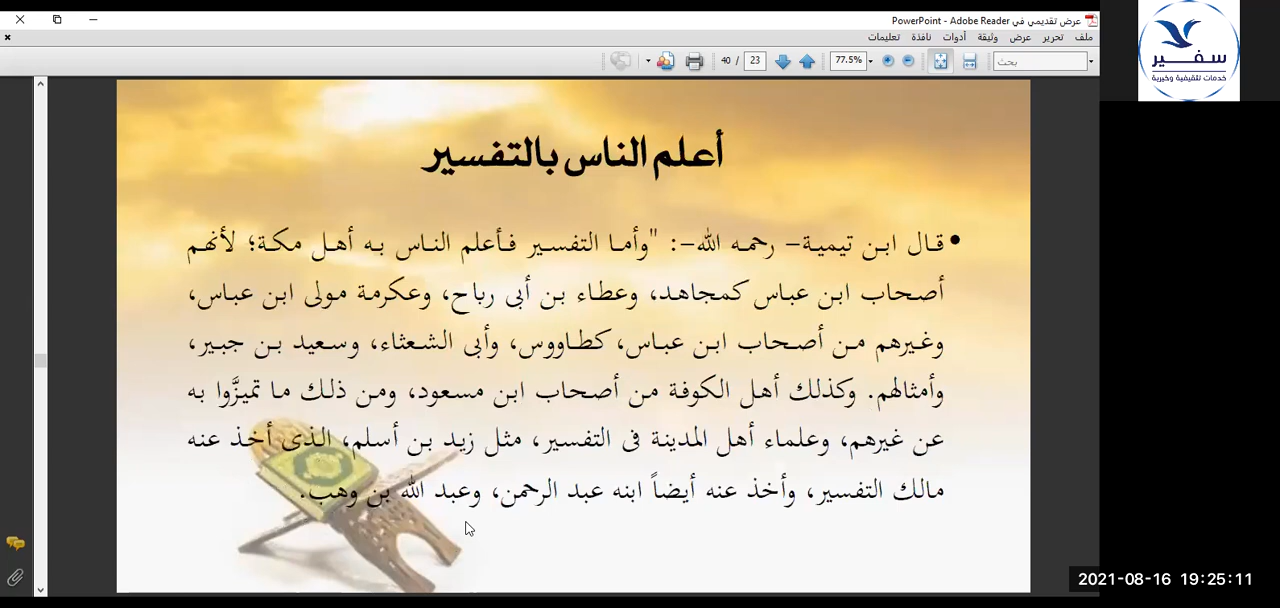 عرض تقديمي في PowerPoint - Adobe Reader
ملف تحرير عرض وثيقة أدوات نافذة تعليمات
بحث
77.5%
23 / 40
سفير
خدمات تثقيفية وخيرية
أعلم الناس بالتفسير
• قال ابن تيمية– رحمه الله–: "وأما التفسير فأعلم الناس به أهل مكة؛ لأنهم
أصحاب ابن عباس كمجاهد، وعطاء بن أبى رباح، وعكرمة مولى ابن عباس،
وغيرهم من أصحاب ابن عباس، كطاووس، وأبى الشعثاء، وسعيد بن جبير،
وأمثالهم. وكذلك أهل الكوفة من أصحاب ابن مسعود، ومن ذلك ما تميَّزوا به
عن غيرهم، وعلماء أهل المدينة فى التفسير، مثل زيد بن أسلم، الذى أخذ عنه
مالك التفسير، وأخذ عنه أيضاً ابنه عبد الرحمن، وعبد الله بن وهب.
2021-08-16 19:25:11